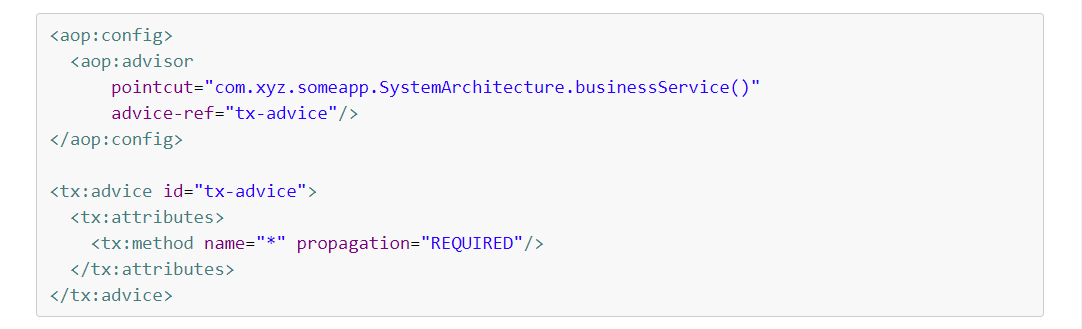 <aop:config>
  <aop:advisor
      pointcut="com.xyz.someapp.SystemArchitecture.businessService()"
      advice-ref="tx-advice"/>
</aop:config>

<tx:advice id="tx-advice">
  <tx:attributes>
    <tx:method name="*" propagation="REQUIRED"/>
  </tx:attributes>
</tx:advice>